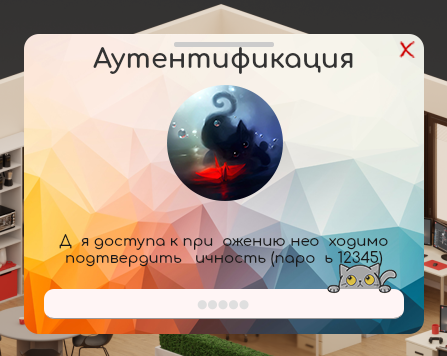 Аутентификация
Д я доступа к при ожению нео ходимо
подтвердить ичность (паро ь 12345)